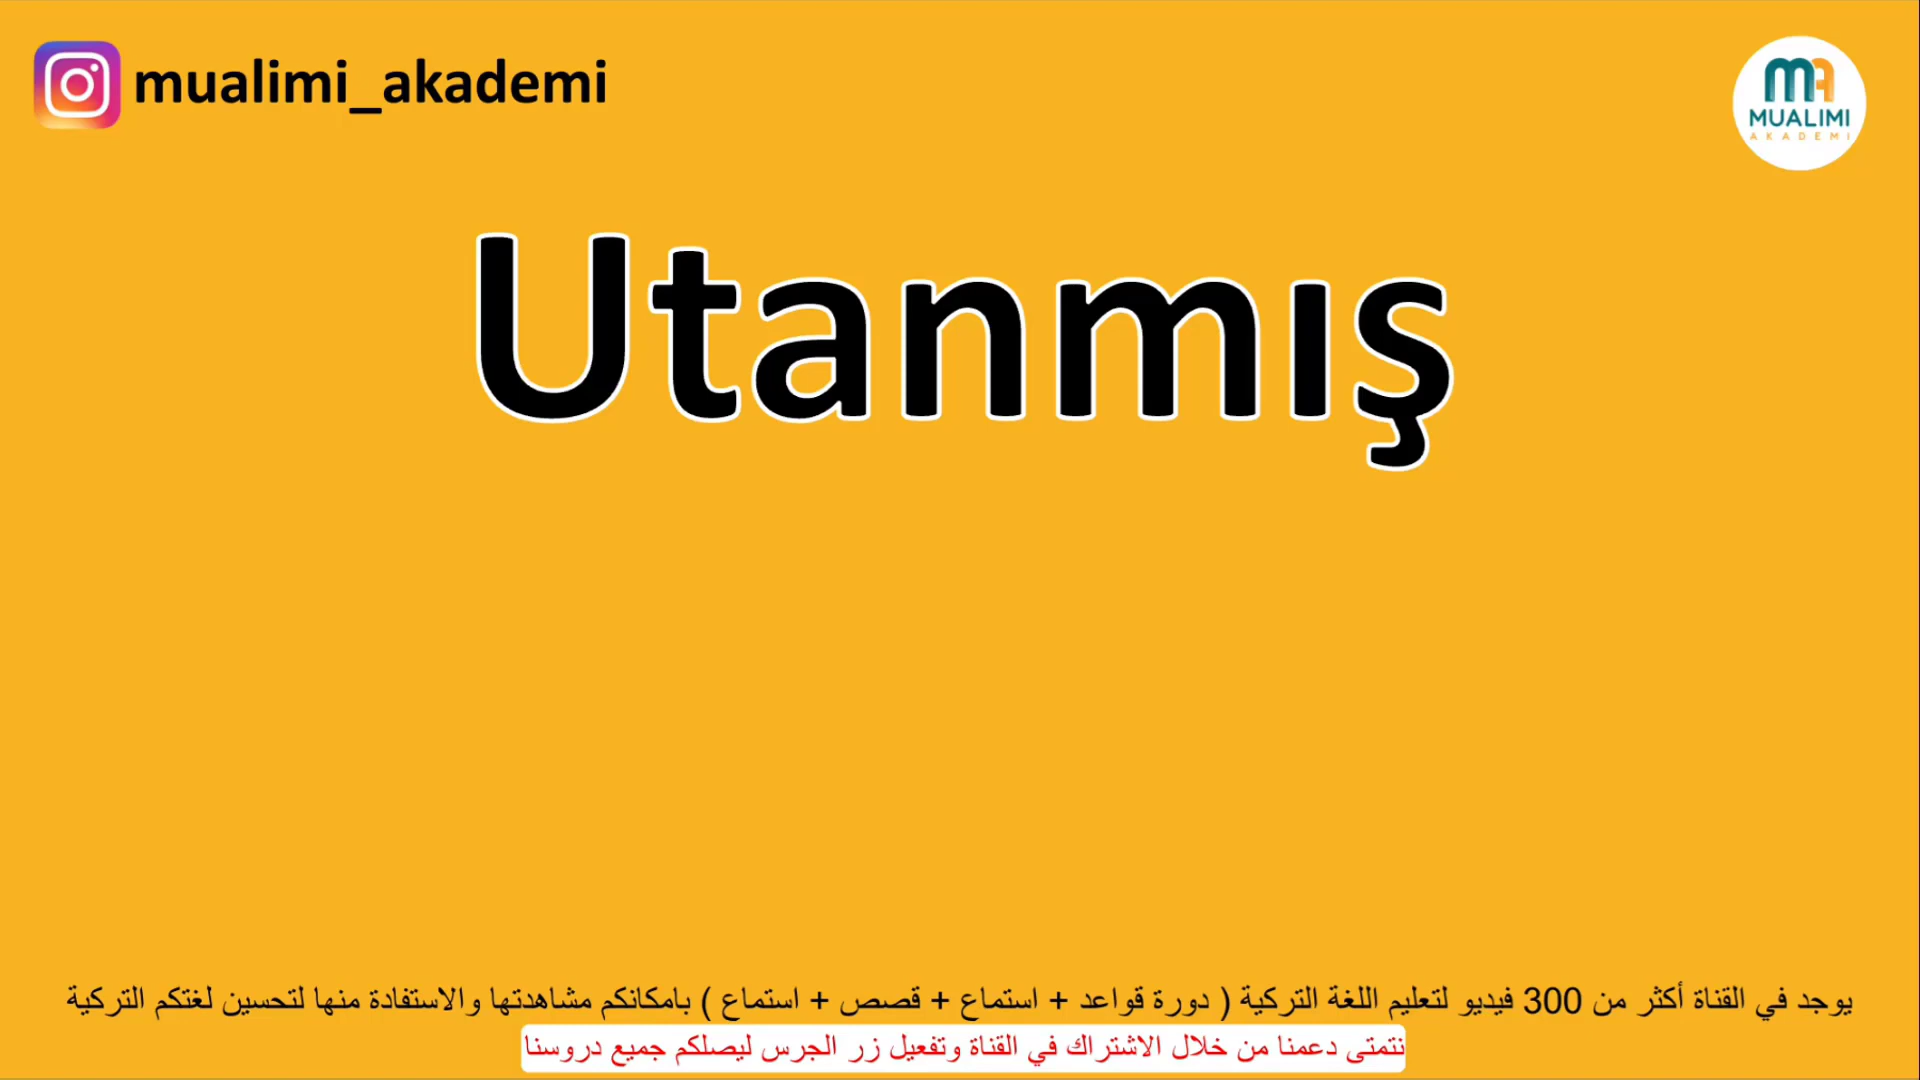 mualimi_akademi
MUALIMI
AKADEMI
Utanmış
يوجد في القناة أكثر من 300 فيديو لتعليم اللغة التركية ( دورة قواعد + استماع + قصص + استماع ) بامكانكم مشاهدتها والاستفادة منها لتحسين لغتكم التركية
نتمتى دعمنا من خلال الاشتراك في القناة وتفعيل زر الجرس ليصلكم جميع دروسنا